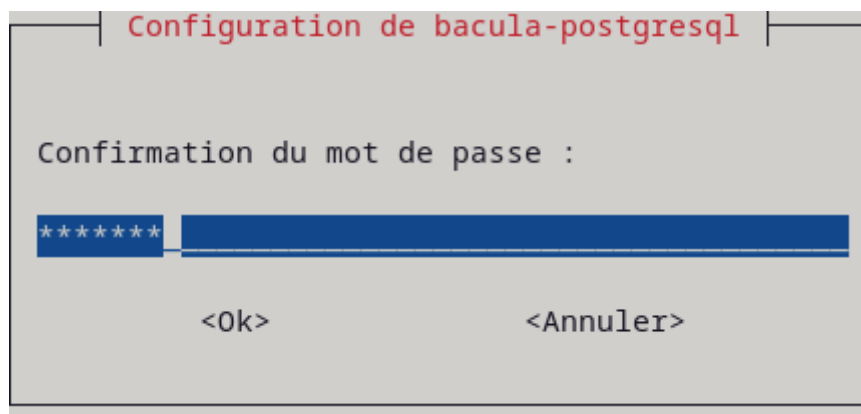 Configuration de bacula-postgresql
Confirmation du mot de passe :
*******
<Ok> <Annuler>